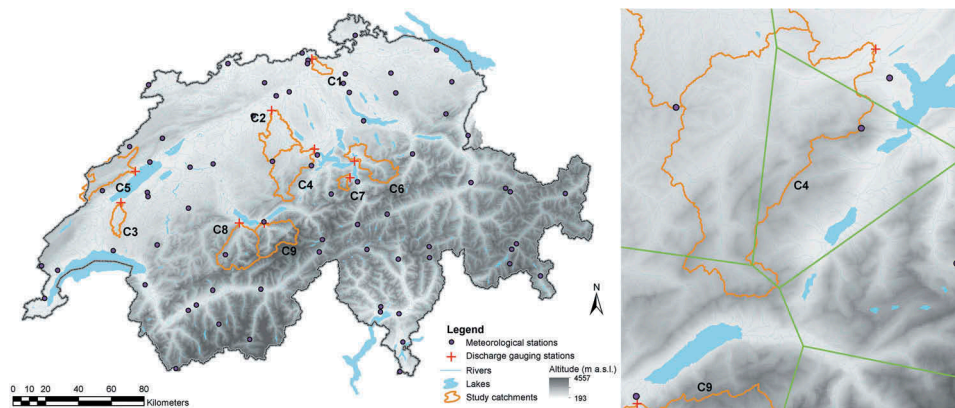 C1
C2
C4
C6
C7
C5
C3
C8
C9
N
Legend
Meteorological stations
Discharge gauging stations
Rivers
Lakes
Study catchments
Altitude (m a.s.l.)
4557
193
0 10 20 40 60 80
Kilometers
C4
C9